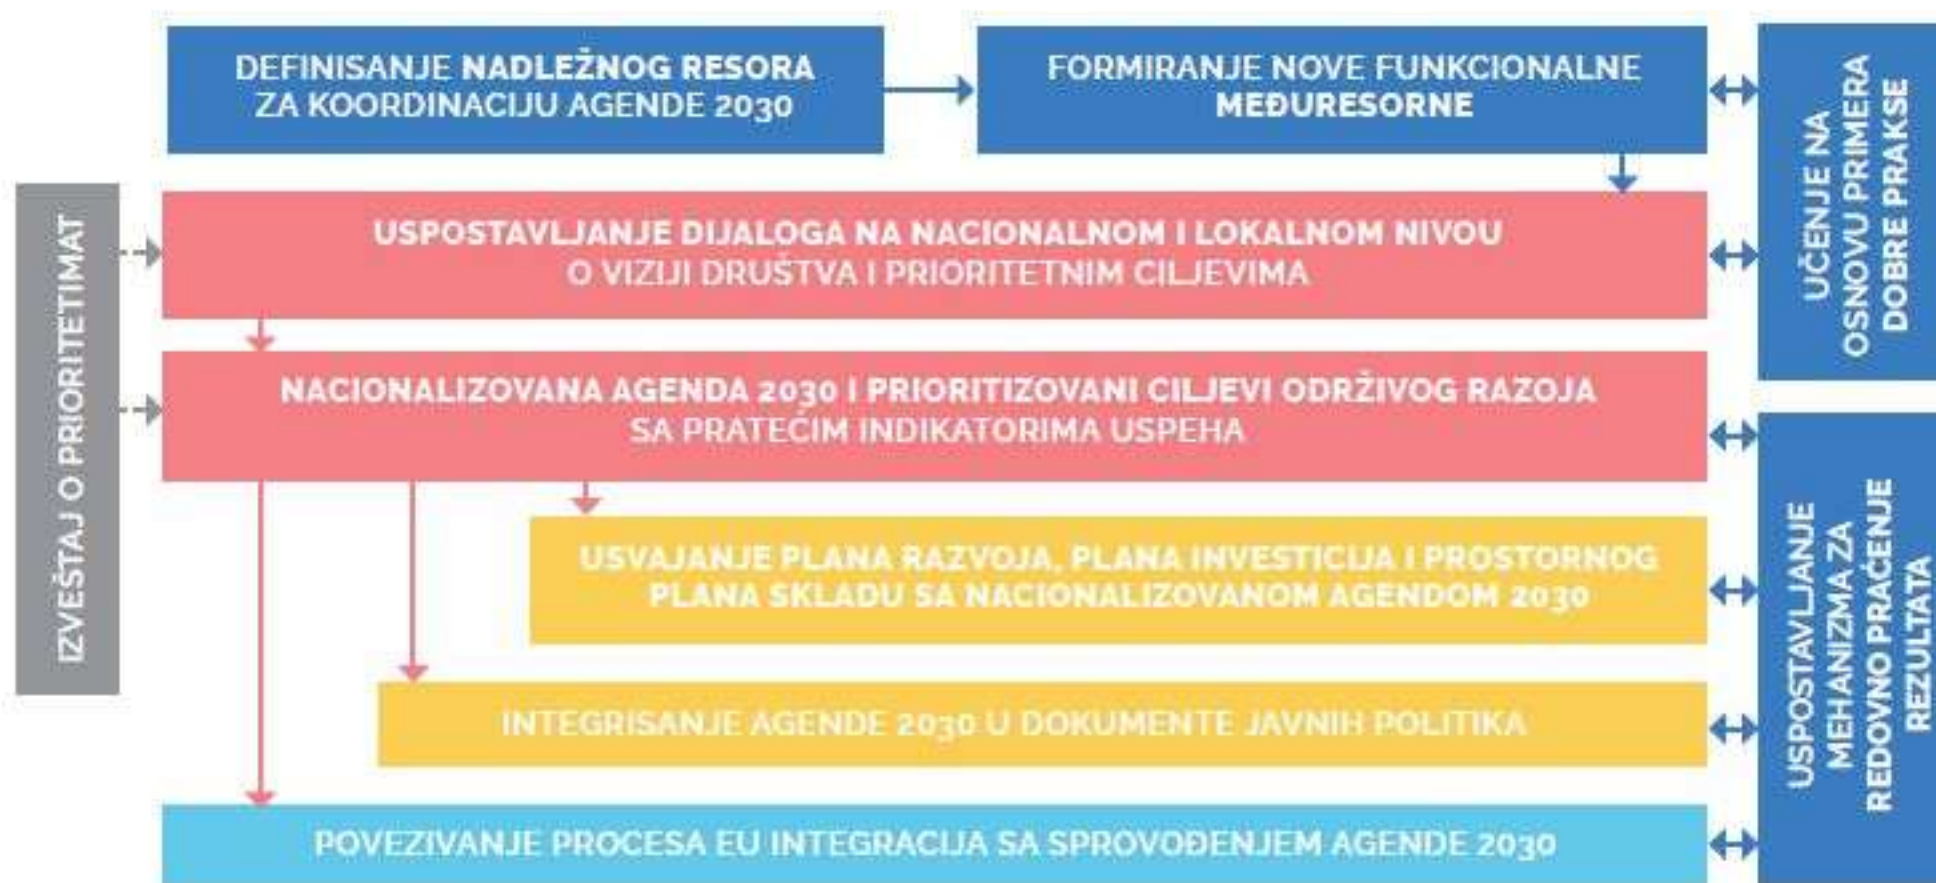 DEFINISANJE NADLEŽNOG RESORA
ZA KOORDINACIJU AGENDE 2030
FORMIRANJE NOVE FUNKCIONALNE
MEĐURESORNE
UČENJE NA
OSNOVU PRIMERA
DOBRE PRAKSE
IZVEŠTAJ O PRIORITETIMAT
USPOSTAVLJANJE DIJALOGA NA NACIONALNOM I LOKALNOM NIVOU
O VIZIJI DRUŠTVA I PRIORITETNIM CILJEVIMA
NACIONALIZOVANA AGENDA 2030 I PRIORITIZOVANI CILJEVI ODRŽIVOG RAZOJA
SA PRATEĆIM INDIKATORIMA USPEHA
USVAJANJE PLANA RAZVOJA, PLANA INVESTICIJA I PROSTORNOG
PLANA SKLADU SA NACIONALIZOVANOM AGENDOM 2030
INTEGRISANJE AGENDE 2030 U DOKUMENTE JAVNIH POLITIKA
POVEZIVANJE PROCESA EU INTEGRACIJA SA SPROVOĐENJEM AGENDE 2030
USPOSTAVLJANJE
MEHANIZMA ZA
REDOVNO PRAĆENJE
REZULTATA